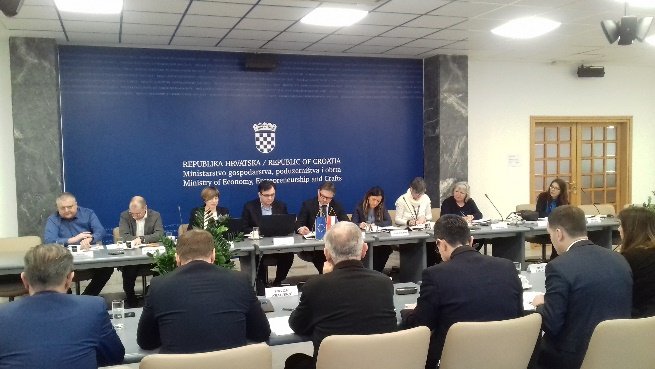 REPUBLIKA HRVATSKA / REPUBLIC OF CROATIA
Ministarstvo gospodarstva, poduzetništva i obrta
Ministry of Economy, Entrepreneurship and Crafts